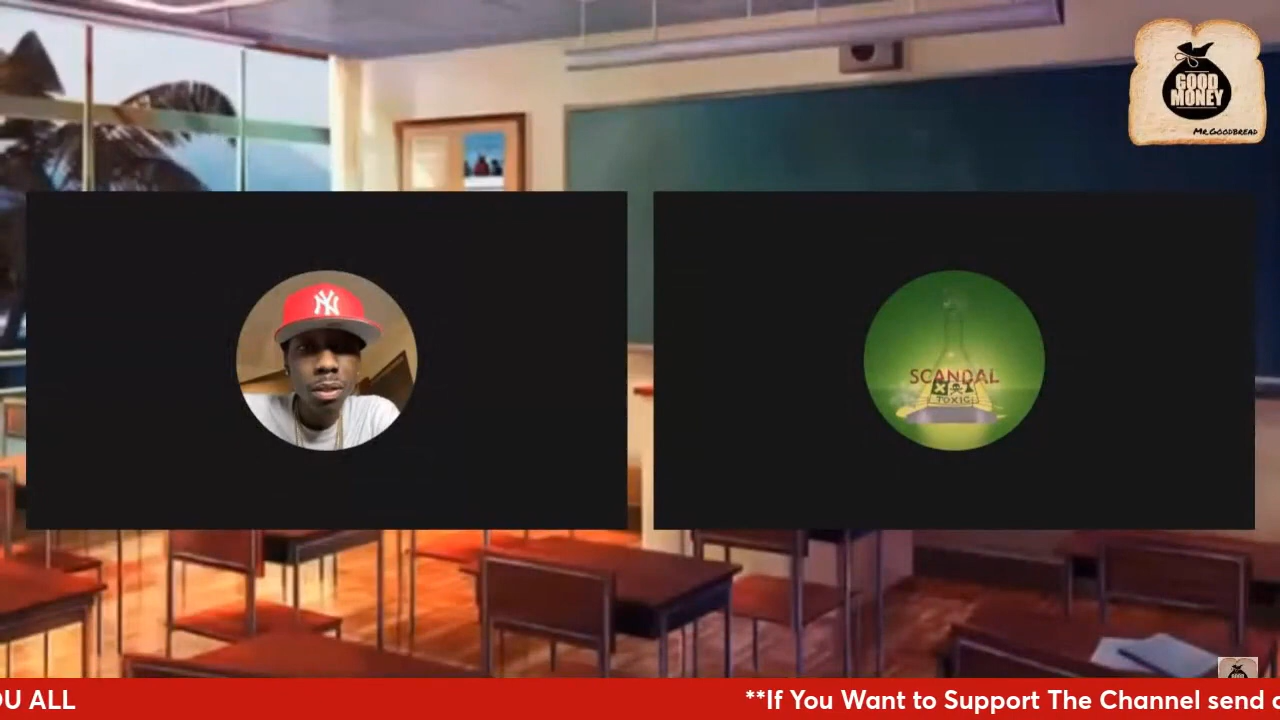 GOOD
MONEY
MR.GOODBREAD
NY
SCANDAL
TOXIC
OU ALL
**If You Want to Support The Channel send